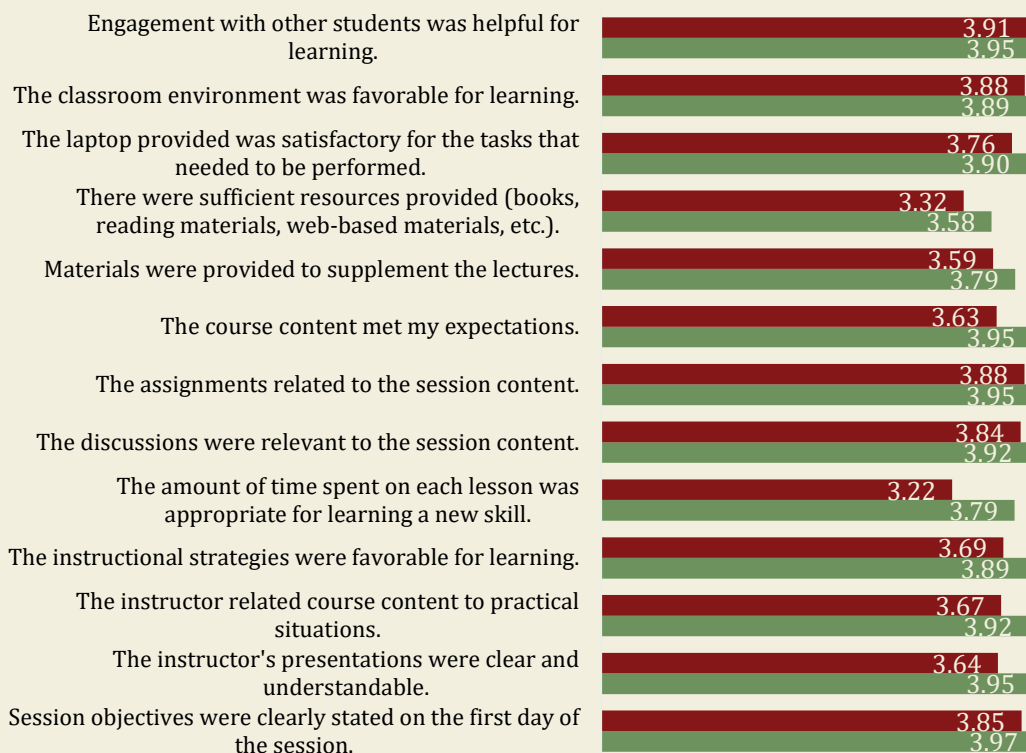 Engagement with other students was helpful for
learning.
3.91
3.95
The classroom environment was favorable for learning.
3.88
3.89
The laptop provided was satisfactory for the tasks that
needed to be performed.
3.76
3.90
There were sufficient resources provided (books,
reading materials, web-based materials, etc.).
3.32
3.58
Materials were provided to supplement the lectures.
3.59
3.79
The course content met my expectations.
3.63
3.95
The assignments related to the session content.
3.88
3.95
The discussions were relevant to the session content.
3.84
3.92
The amount of time spent on each lesson was
appropriate for learning a new skill.
3.22
3.79
The instructional strategies were favorable for learning.
3.69
3.89
The instructor related course content to practical
situations.
3.67
3.92
The instructor's presentations were clear and
understandable.
3.64
3.95
Session objectives were clearly stated on the first day of
the session.
3.85
3.97